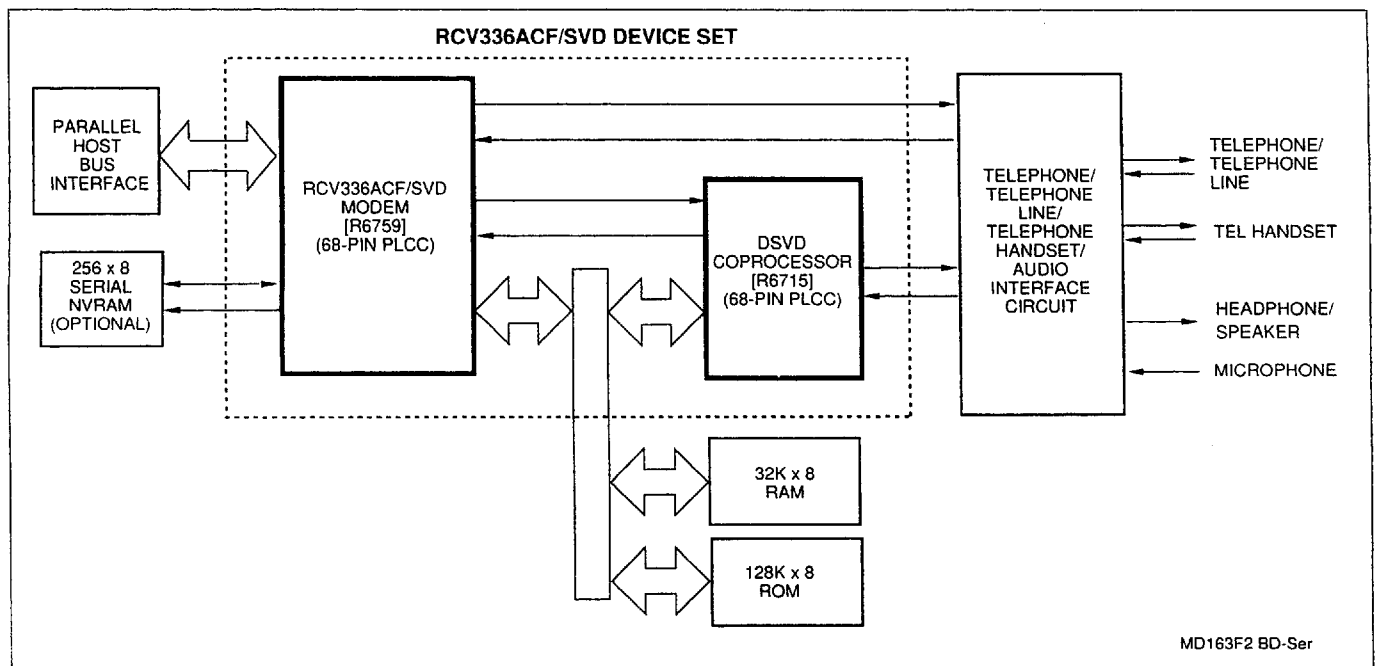 RCV336ACF/SVD DEVICE SET
PARALLEL
HOST
BUS
INTERFACE
256 x 8
SERIAL
NVRAM
(OPTIONAL)
RCV336ACF/SVD
MODEM
[R6759]
(68-PIN PLCC)
DSVD
COPROCESSOR
[R6715]
(68-PIN PLCC)
TELEPHONE/
TELEPHONE
LINE/
TELEPHONE
HANDSET/
AUDIO
INTERFACE
CIRCUIT
TELEPHONE/
TELEPHONE
LINE
TEL HANDSET
HEADPHONE/
SPEAKER
MICROPHONE
32K x 8
RAM
128K x 8
ROM
MD163F2 BD-Ser